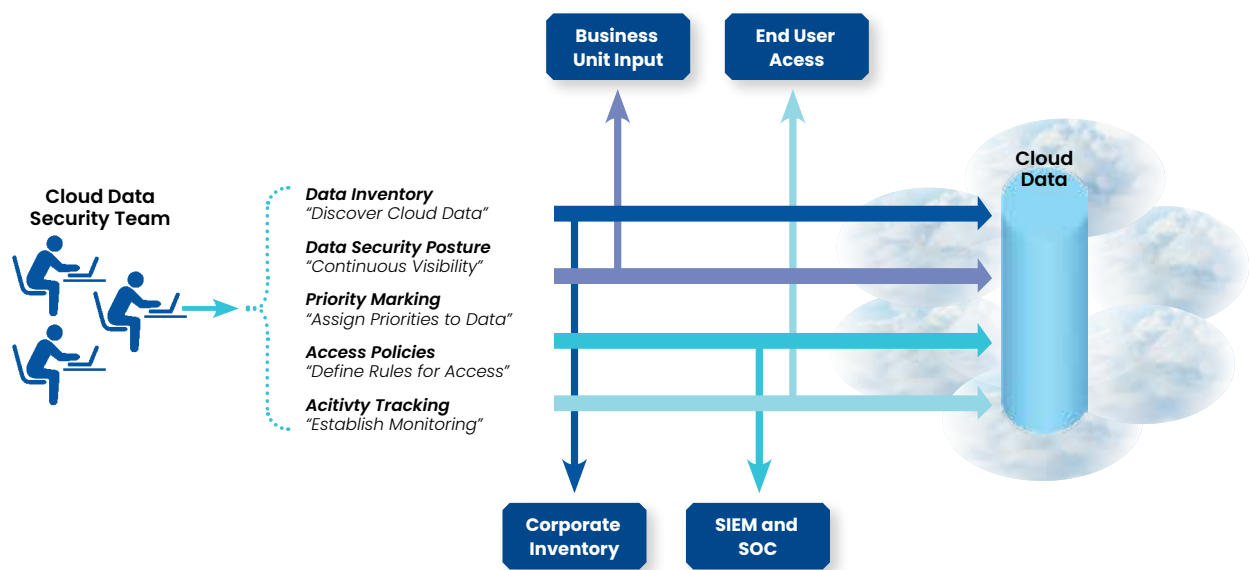 Business
Unit Input
End User
Acess
Cloud
Data
Cloud Data
Security Team
Data Inventory
“Discover Cloud Data”
Data Security Posture
“Continuous Visibility”
Priority Marking
“Assign Priorities to Data”
Access Policies
“Define Rules for Access”
Acitivty Tracking
“Establish Monitoring”
Corporate
Inventory
SIEM and
SOC